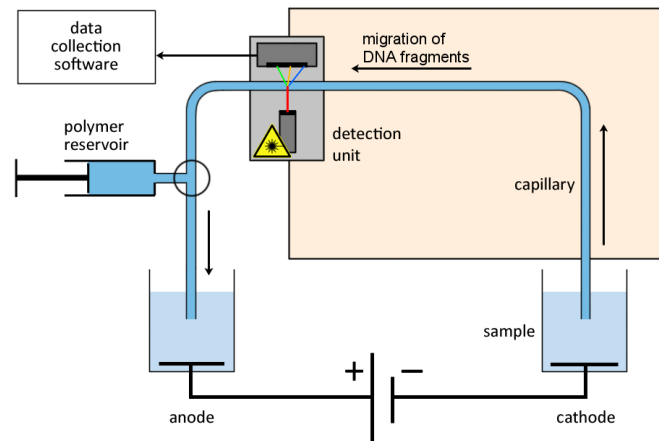 data
collection
software
migration of
DNA fragments
polymer
reservoir
detection
unit
capillary
sample
+ −
anode
cathode